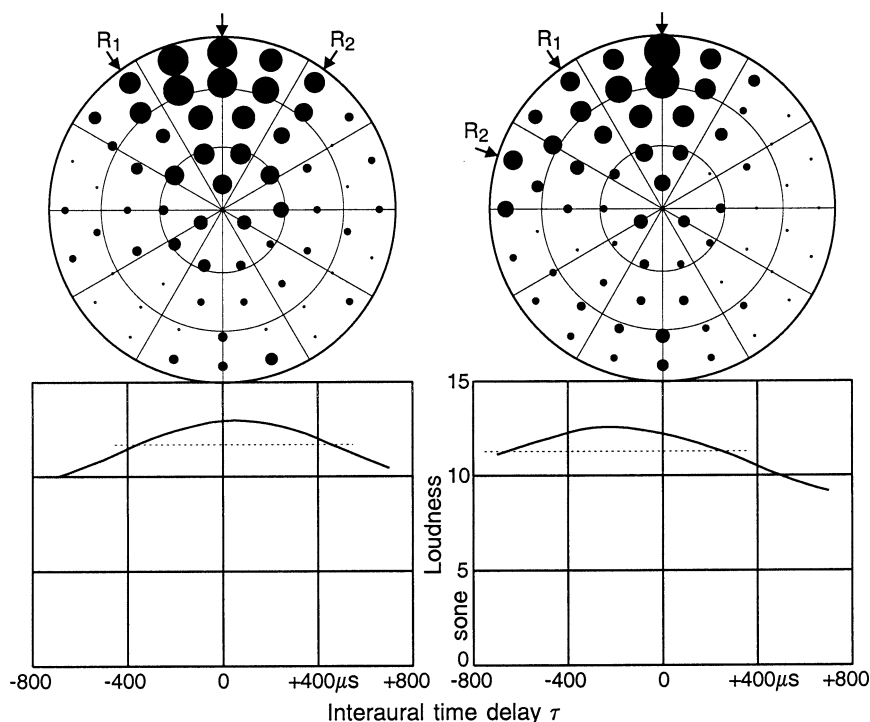 R1 R2
R1
R2
15
10
5
0
Loudness
sone
-800 -400 0 +400μs +800
-800 -400 0 +400μs +800
Interaural time delay τ